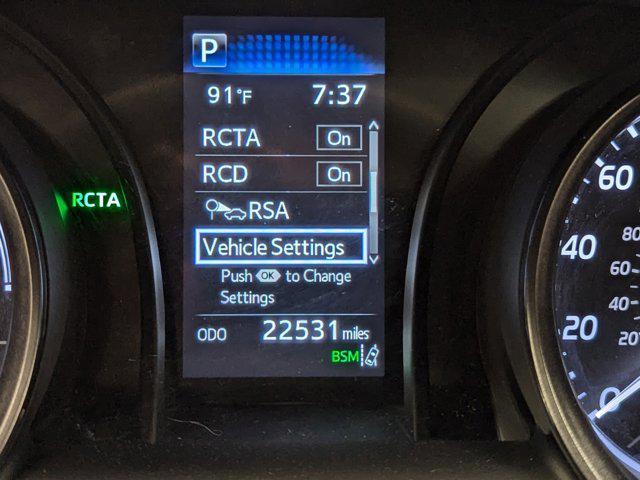 P
91°F 7:37
RCTA On
RCD On
RSA
Vehicle Settings
Push OK to Change
Settings
ODO 22531 miles
BSM
RCTA
60
40
20
0
80
60
40
20